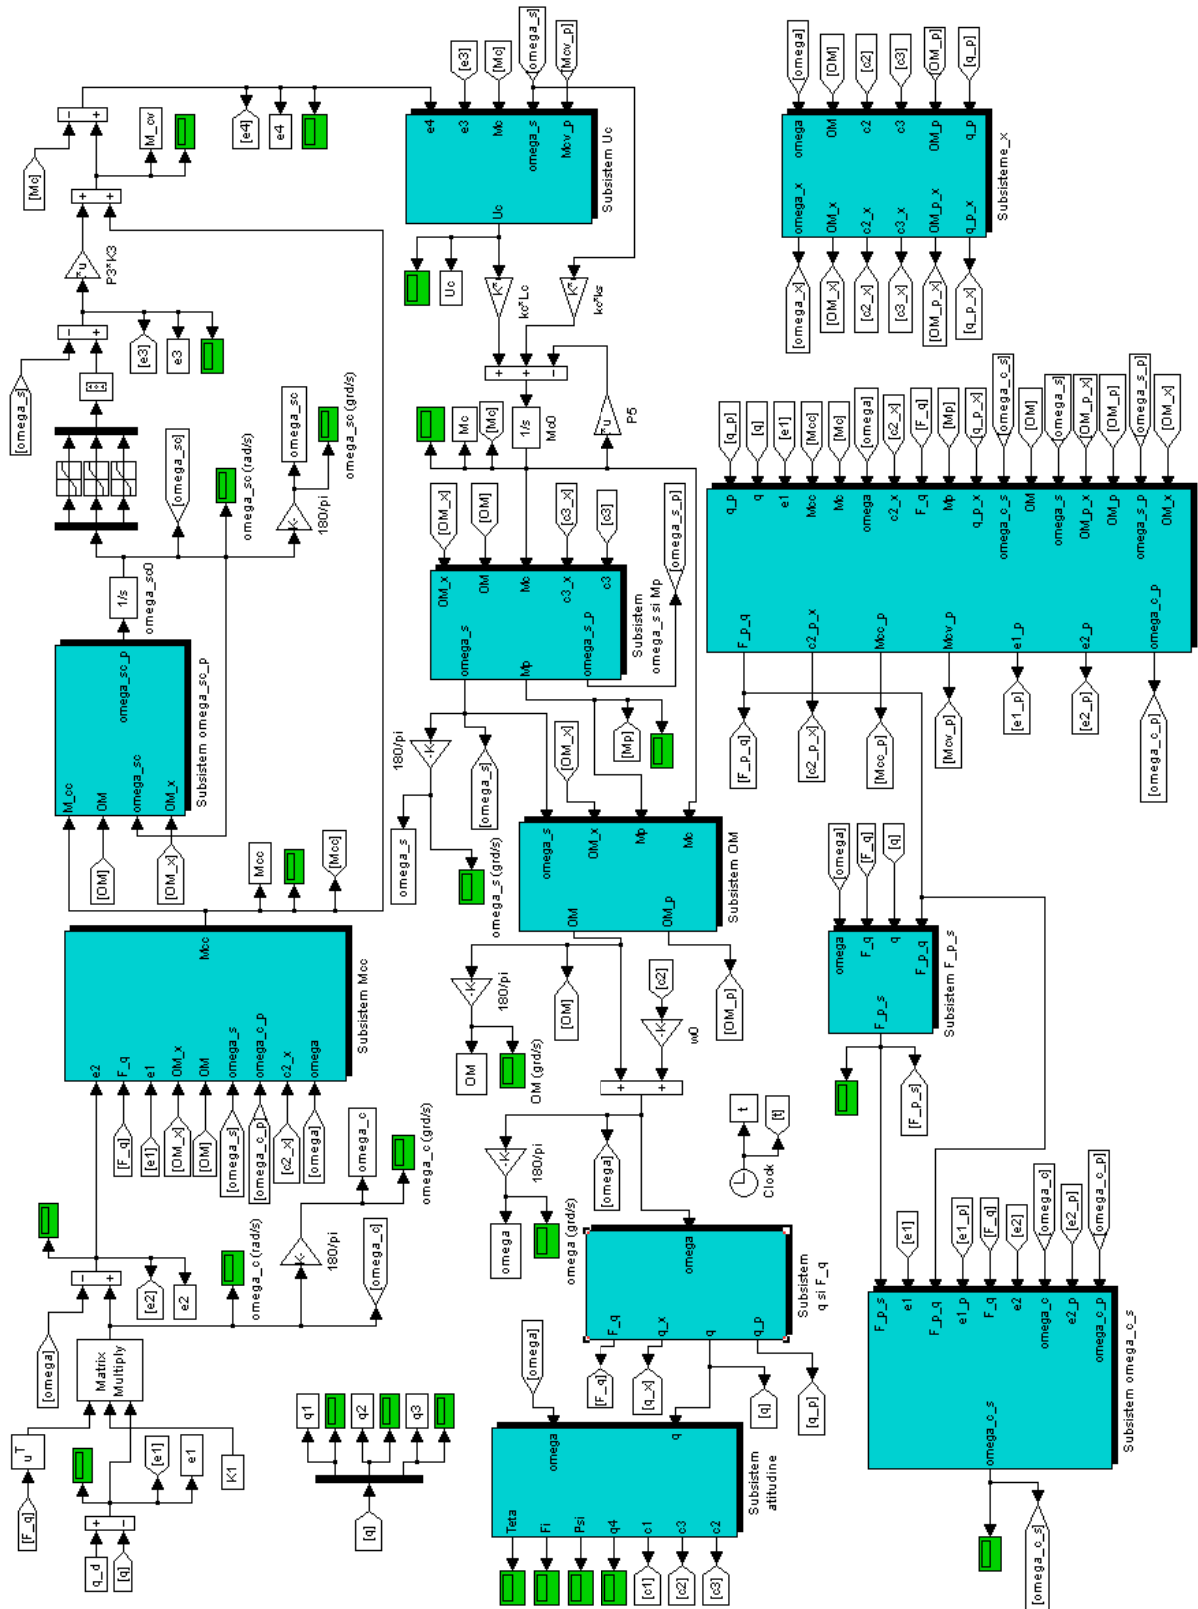 [F_q]
u^T
q_d
[q]
[e1]
e1
K1
Matrix
Multiply
[omega]
[e2]
e2
omega_c (rad/s)
-K-
180/pi
[omega_c]
omega_c
omega_c (grd/s)
e2
F_q
e1
OM_x
OM
omega_s
omega_c_p
c2_x
omega
Mcc
Subsistem Mcc
[F_q]
[e1]
[OM_x]
[OM]
[omega_s]
[omega_c_p]
[c2_x]
[omega]
Mcc
[Mcc]
M_cc
OM
omega_sc
OM_x
omega_sc_p
Subsistem omega_sc_p
[OM]
[OM_x]
1/s
omega_sc0
[omega_sc]
omega_sc (rad/s)
-K-
180/pi
omega_sc
omega_sc (grd/s)
[omega_s]
[e3]
e3
*u
P3*K3
[Mc]
M_cv
[e4]
e4
[q]
q1
q2
q3
e4
e3
Mc
omega_s
Mcv_p
Uc
Subsistem Uc
[e3]
[Mc]
[omega_s]
[Mcv_p]
Uc
K*
kc*Lc
K*
kc*ks
1/s
Mc0
*u
P5
Mc
[Mc]
[OM_x]
[OM]
[c3_x]
[c3]
OM_x
OM
Mc
c3_x
c3
omega_s
Mp
omega_s_p
Subsistem
omega_s si Mp
[omega_s_p]
-K-
180/pi
omega_s
[omega_s]
omega_s (grd/s)
[Mp]
[OM_x]
omega_s
OM_x
Mp
Mc
OM
OM_p
Subsistem OM
-K-
180/pi
OM
OM (grd/s)
[OM]
[OM_p]
[c2]
-K-
w0
-K-
180/pi
omega
omega (grd/s)
[omega]
t
[t]
Clock
omega
F_q
q_x
q
q_p
Subsistem
q si F_q
[F_q]
[q_x]
[q]
[q_p]
[omega]
omega
q
Teta
Fi
Psi
q4
c1
c3
c2
Subsistem
atitudine
[c1]
[c2]
[c3]
[omega]
[OM]
[c2]
[c3]
[OM_p]
[q_p]
omega
OM
c2
c3
OM_p
q_p
omega_x
OM_x
c2_x
c3_x
OM_p_x
q_p_x
Subsisteme_x
[omega_x]
[OM_x]
[c2_x]
[c3_x]
[OM_p_x]
[q_p_x]
[q_p]
[q]
[e1]
[Mcc]
[Mc]
[omega]
[c2_x]
[F_q]
[Mp]
[q_p_x]
[omega_c_s]
[OM]
[omega_s]
[OM_p_x]
[OM_p]
[omega_s_p]
[OM_x]
q_p
q
e1
Mcc
Mc
omega
c2_x
F_q
Mp
q_p_x
omega_c_s
OM
omega_s
OM_p_x
OM_p
omega_s_p
OM_x
F_p_q
c2_p_x
Mcc_p
Mcv_p
e1_p
e2_p
omega_c_p
[F_p_q]
[c2_p_x]
[Mcc_p]
[Mcv_p]
[e1_p]
[e2_p]
[omega_c_p]
[omega]
[F_q]
[q]
omega
F_q
q
F_p_q
F_p_s
Subsistem F_p_s
[F_p_s]
[e1]
[e1_p]
[F_q]
[e2]
[omega_c]
[e2_p]
[omega_c_p]
F_p_s
e1
F_p_q
e1_p
F_q
e2
omega_c
e2_p
omega_c_p
omega_c_s
Subsistem omega_c_s
[omega_c_s]